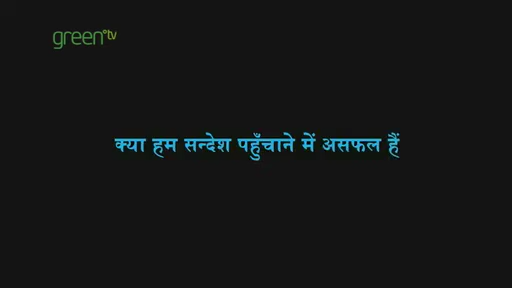 green tv
क्या हम सन्देश पहुँचाने में असफल हैं